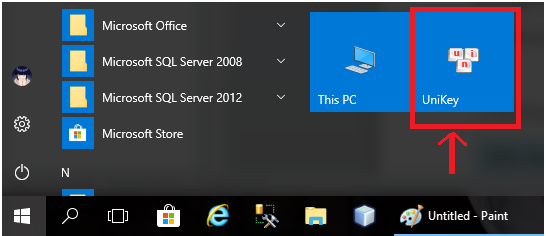 Microsoft Office
Microsoft SQL Server 2008
Microsoft SQL Server 2012
Microsoft Store
N
This PC
u i n
UniKey
Untitled - Paint